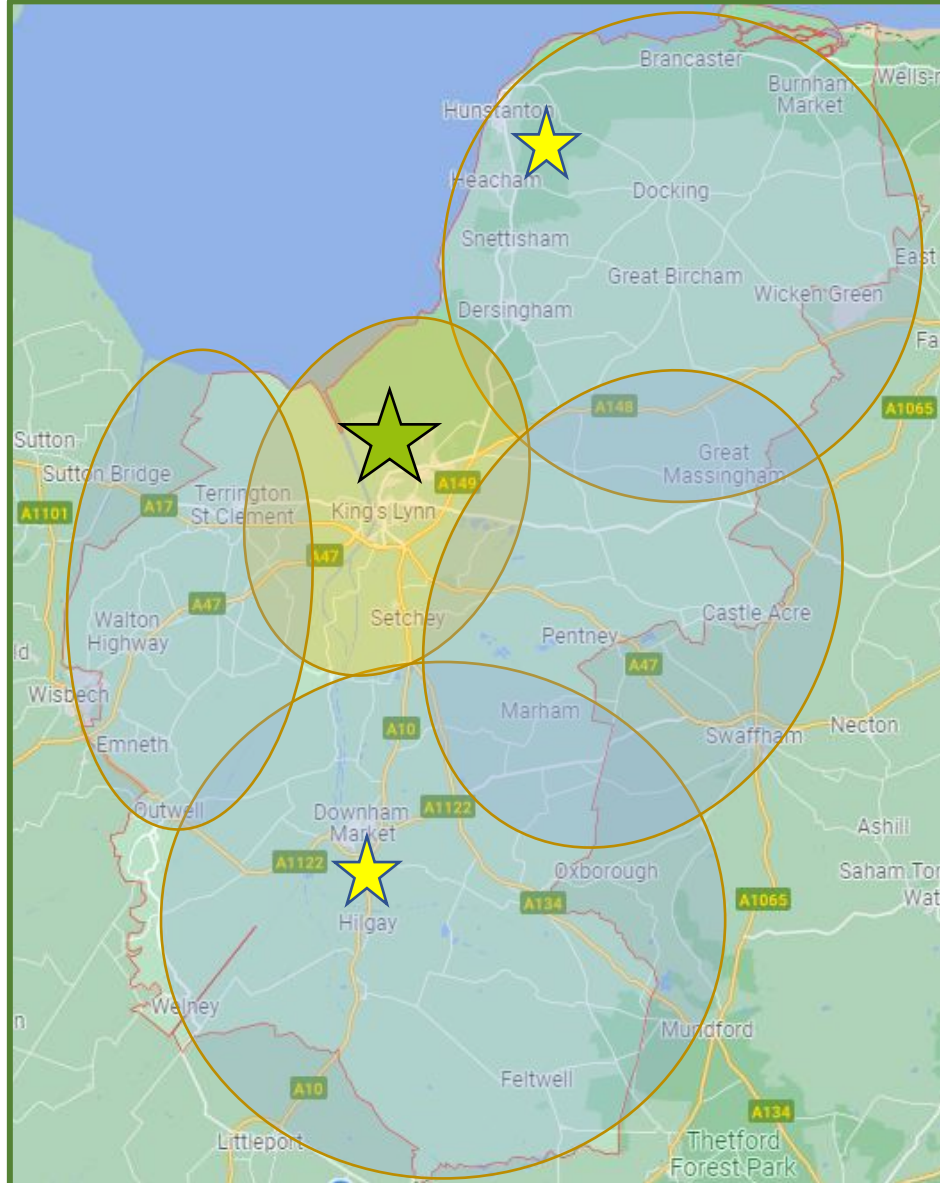 Brancaster
Burnham
Market
Wells-
Hunstanto
Heacham
Docking
Snettisham
East
Great Bircham
Wicken Green
Dersingham
Fa
A148
A1065
Sutton
Great
Massingham
Sutton Bridge
A149
Terrington
St Clement
A17
A1101
King's Lynn
A47
A47
Setchey
Castle Acre
Walton
Highway
Pentney
ld
A47
Wisbech
Marham
A10
Necton
Swaffham
Emneth
Outwell
Downham
Market
A1122
Ashill
A1122
Oxborough
Saham Ton
Wat
A134
A1065
Hilgay
Welney
n
Mundford
Feltwell
A10
A134
Littleport
Thetford
Forest Park